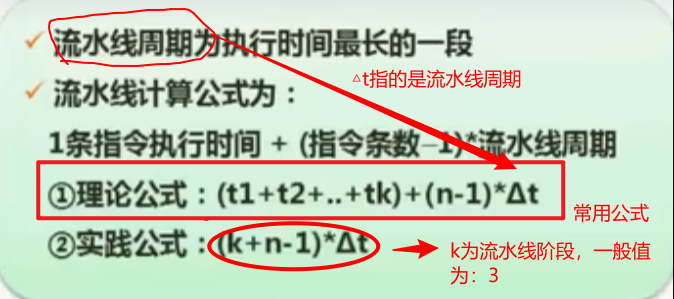 流水线周期为执行时间最长的一段
△t指的是流水线周期
流水线计算公式为：
1条指令执行时间 + (指令条数-1)*流水线周期
①理论公式：(t1+t2+..+tk)+(n-1)*Δt
常用公式
②实践公式：(k+n-1)*Δt
k为流水线阶段，一般值
为：3